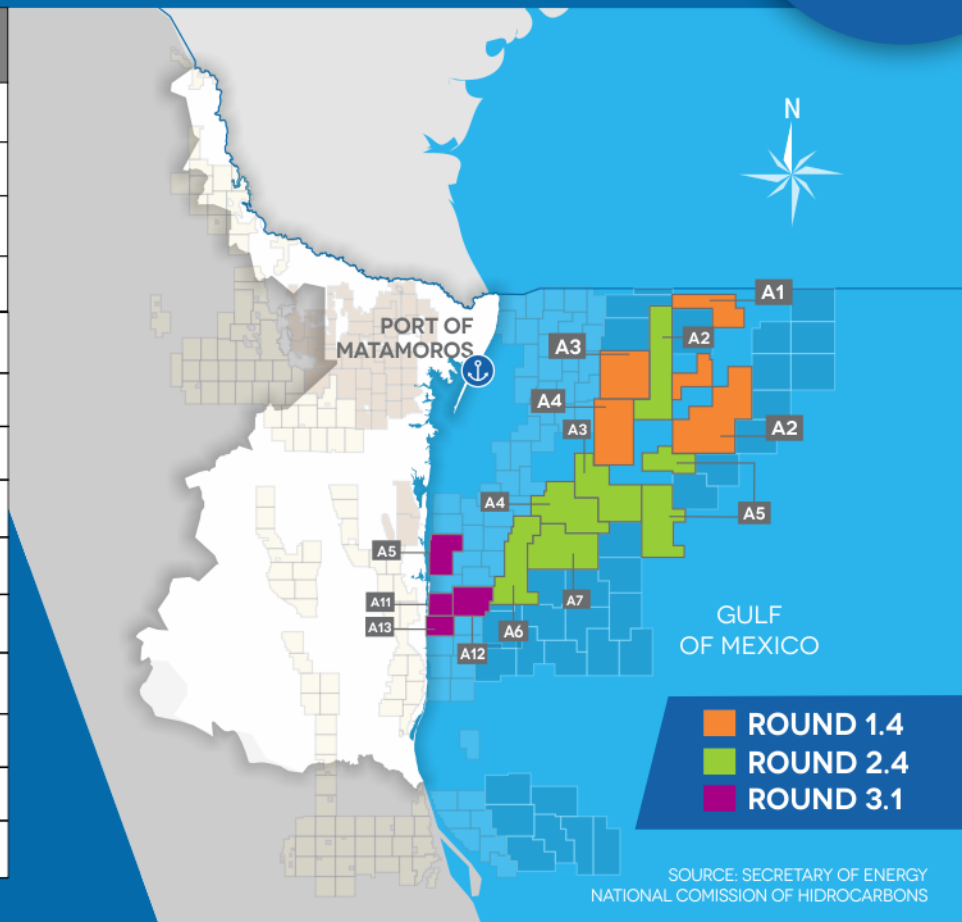 N
A1
A2
A3
PORT OF
MATAMOROS
A4
A3
A2
A4
A5
A5
A11
A7
A13
A6
A12
GULF
OF MEXICO
ROUND 1.4
ROUND 2.4
ROUND 3.1
SOURCE: SECRETARY OF ENERGY
NATIONAL COMISSION OF HIDROCARBONS